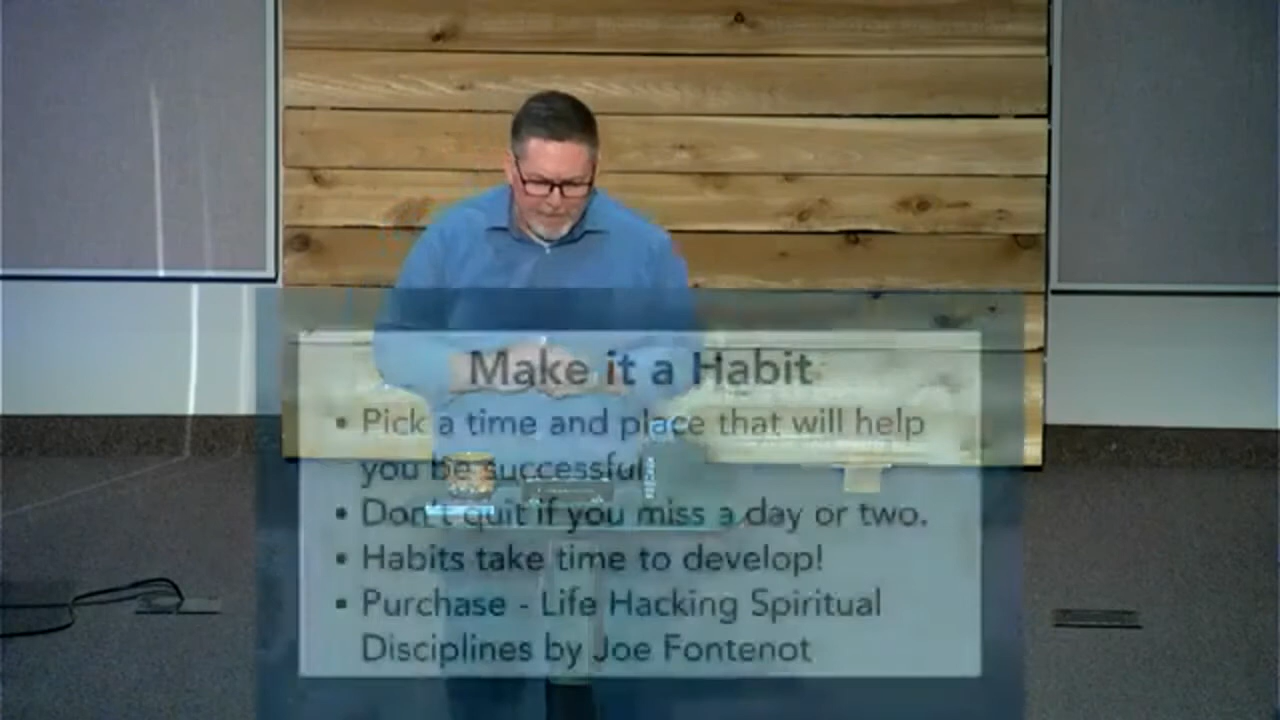 Make it a Habit
• Pick a time and place that will help
you be successful.
• Don't quit if you miss a day or two.
• Habits take time to develop!
• Purchase - Life Hacking Spiritual
Disciplines by Joe Fontenot